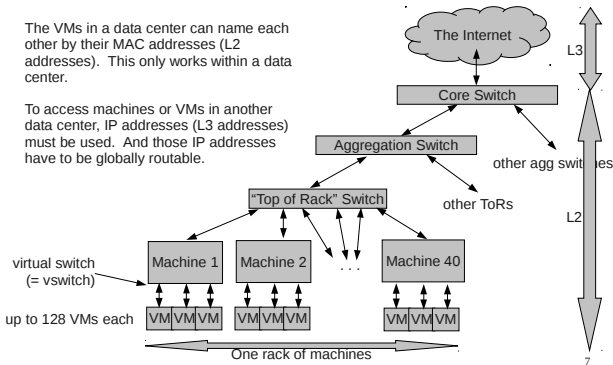 The VMs in a data center can name each
other by their MAC addresses (L2
addresses). This only works within a data
center.
To access machines or VMs in another
data center, IP addresses (L3 addresses)
must be used. And those IP addresses
have to be globally routable.
The Internet
L3
Core Switch
Aggregation Switch
other agg switches
"Top of Rack" Switch
other ToRs
L2
Machine 1
Machine 2
. . .
Machine 40
virtual switch
(= vswitch)
up to 128 VMs each
VM VM VM
VM VM VM
VM VM VM
One rack of machines
7